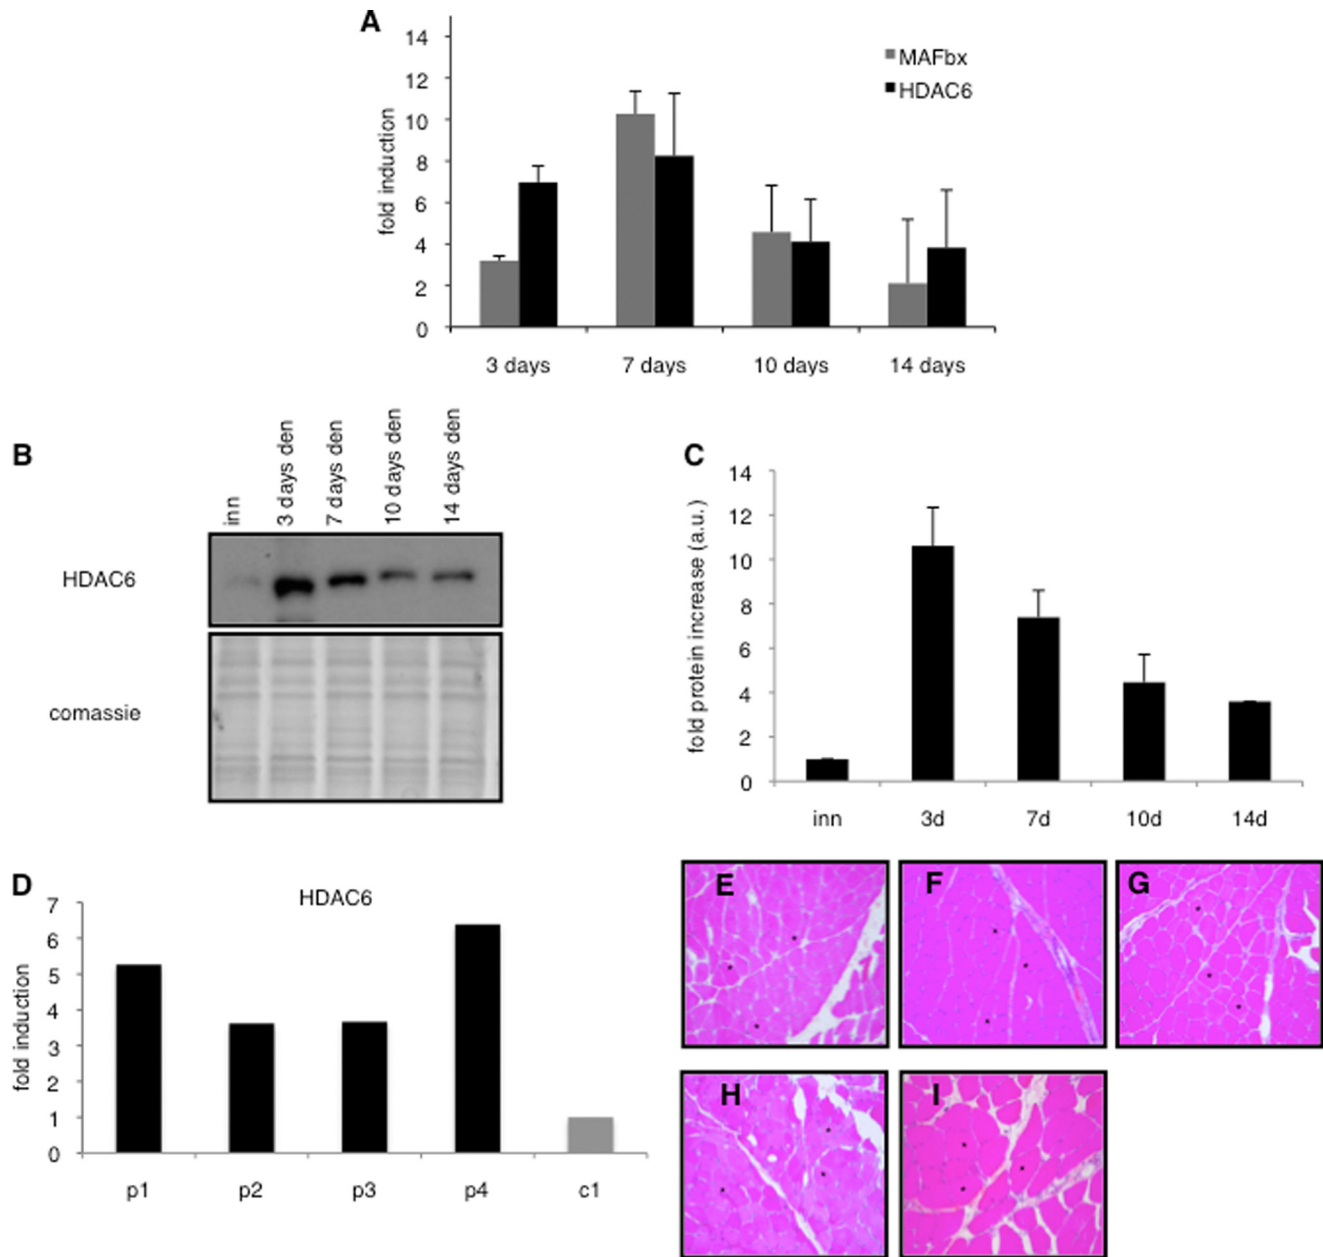 A
14
12
10
8
6
4
2
0
fold induction
MAFbx
HDAC6
3 days
7 days
10 days
14 days
B
inn
3 days den
7 days den
10 days den
14 days den
HDAC6
comassie
C
14
12
10
8
6
4
2
0
fold protein increase (a.u.)
inn
3d
7d
10d
14d
D
HDAC6
7
6
5
4
3
2
1
0
fold induction
p1
p2
p3
p4
c1
E
F
G
H
I